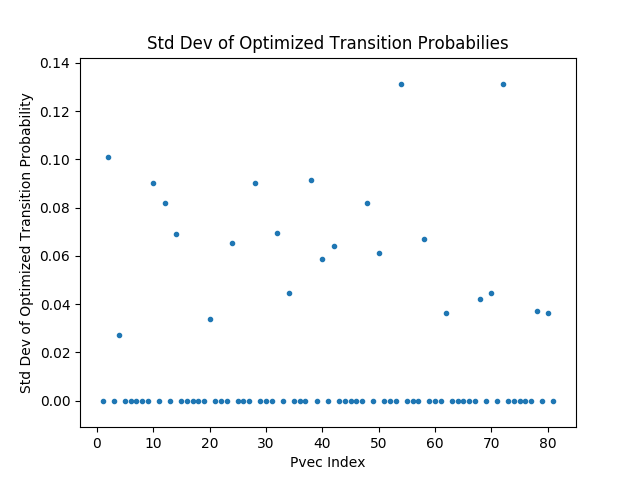 Std Dev of Optimized Transition Probabilies
0.14
0.12
0.10
0.08
0.06
0.04
0.02
0.00
Std Dev of Optimized Transition Probability
0 10 20 30 40 50 60 70 80
Pvec Index